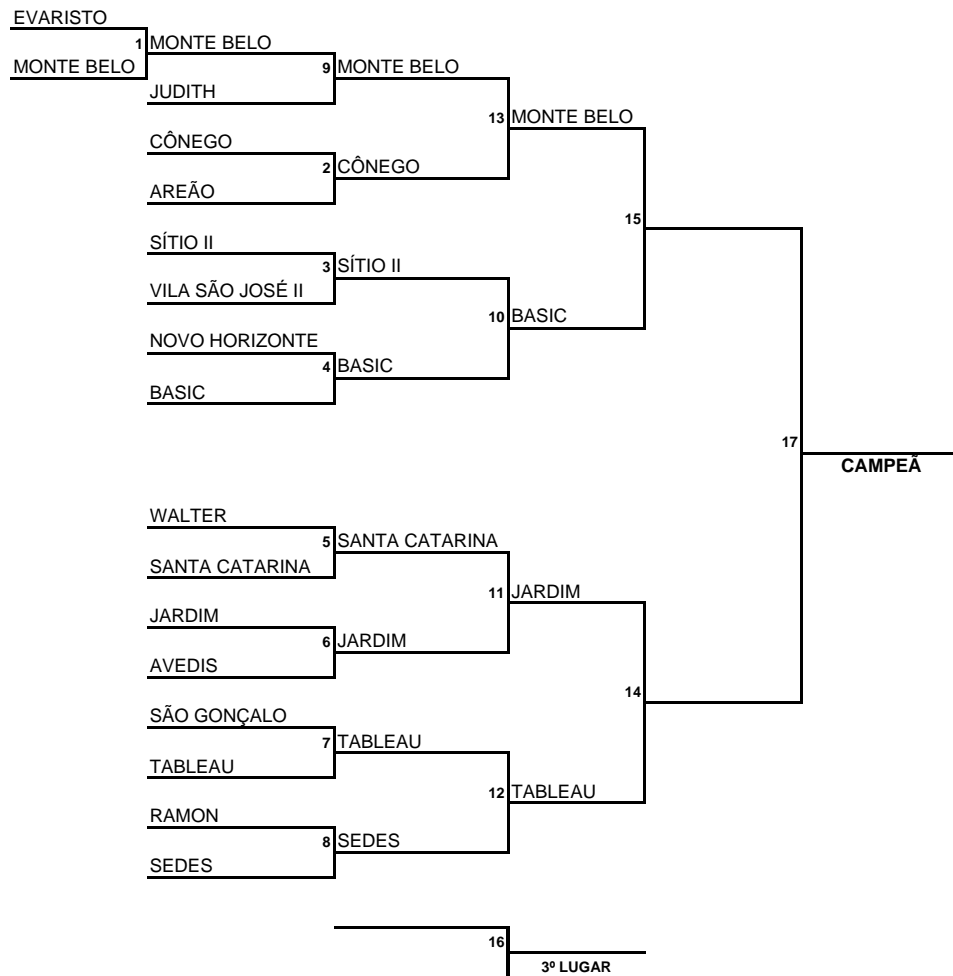 EVARISTO
1 MONTE BELO
MONTE BELO
9 MONTE BELO
JUDITH
13 MONTE BELO
CÔNEGO
2 CÔNEGO
AREÃO
15
SÍTIO II
3 SÍTIO II
VILA SÃO JOSÉ II
10 BASIC
NOVO HORIZONTE
4 BASIC
BASIC
17
CAMPEÃ
WALTER
5 SANTA CATARINA
SANTA CATARINA
11 JARDIM
JARDIM
6 JARDIM
AVEDIS
14
SÃO GONÇALO
7 TABLEAU
TABLEAU
12 TABLEAU
RAMON
8 SEDES
SEDES
16
3º LUGAR